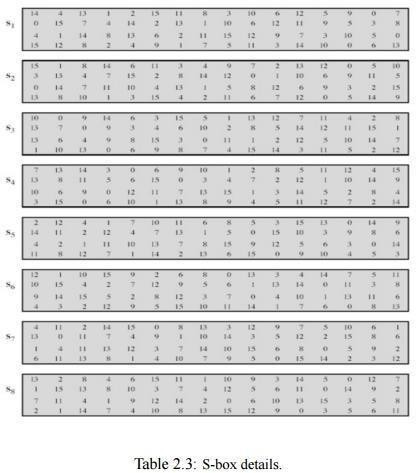 14 4 13 1 2 15 11 8 3 10 6 12 5 9 0 7
S1 0 15 7 4 14 2 13 1 10 6 12 11 9 5 3 8
4 1 14 8 13 6 2 11 15 12 9 7 3 10 5 0
15 12 8 2 4 9 1 7 5 11 3 14 10 0 6 13
15 1 8 14 6 11 3 4 9 7 2 13 12 0 5 10
S2 3 13 4 7 15 2 8 14 12 0 1 10 6 9 11 5
0 14 7 11 10 4 13 1 5 8 12 6 9 3 2 15
13 8 10 1 3 15 4 2 11 6 7 12 0 5 14 9
10 0 9 14 6 3 15 5 1 13 12 7 11 4 2 8
S3 13 7 0 9 3 4 6 10 2 8 5 14 12 11 15 1
13 6 4 9 8 15 3 0 11 1 2 12 5 10 14 7
1 10 13 0 6 9 8 7 4 15 14 3 11 5 2 12
7 13 14 3 0 6 9 10 1 2 8 5 11 12 4 15
S4 13 8 11 5 6 15 0 3 4 7 2 12 1 10 14 9
10 6 9 0 12 11 7 13 15 1 3 14 5 2 8 4
3 15 0 6 10 1 13 8 9 4 5 11 12 7 2 14
2 12 4 1 7 10 11 6 8 5 3 15 13 0 14 9
S5 14 11 2 12 4 7 13 1 5 0 15 10 3 9 8 6
4 2 1 11 10 13 7 8 15 9 12 5 6 3 0 14
11 8 12 7 1 14 2 13 6 15 0 9 10 4 5 3
12 1 10 15 9 2 6 8 0 13 3 4 14 7 5 11
S6 10 15 4 2 7 12 9 5 6 1 13 14 0 11 3 8
9 14 15 5 2 8 12 3 7 0 4 10 1 13 11 6
4 3 2 12 9 5 15 10 11 14 1 7 6 0 8 13
4 11 2 14 15 0 8 13 3 12 9 7 5 10 6 1
S7 13 0 11 7 4 9 1 10 14 3 5 12 2 15 8 6
1 4 11 13 12 3 7 14 10 15 6 8 0 5 9 2
6 11 13 8 1 4 10 7 9 5 0 15 14 2 3 12
13 2 8 4 6 15 11 1 10 9 3 14 5 0 12 7
S8 1 15 13 8 10 3 7 4 12 5 6 11 0 14 9 2
7 11 4 1 9 12 14 2 0 6 10 13 15 3 5 8
2 1 14 7 4 10 8 13 15 12 9 0 3 5 6 11
Table 2.3: S-box details.